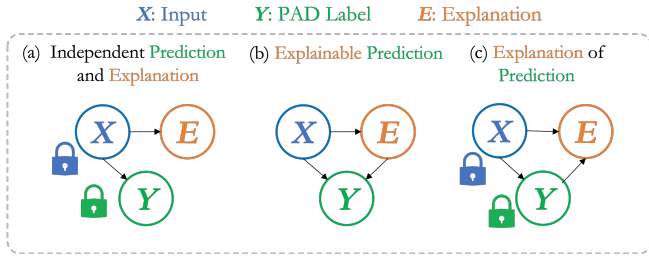 X: Input Y: PAD Label E: Explanation
(a) Independent Prediction and Explanation
(b) Explainable Prediction
(c) Explanation of Prediction
X E Y
X E Y
X E Y